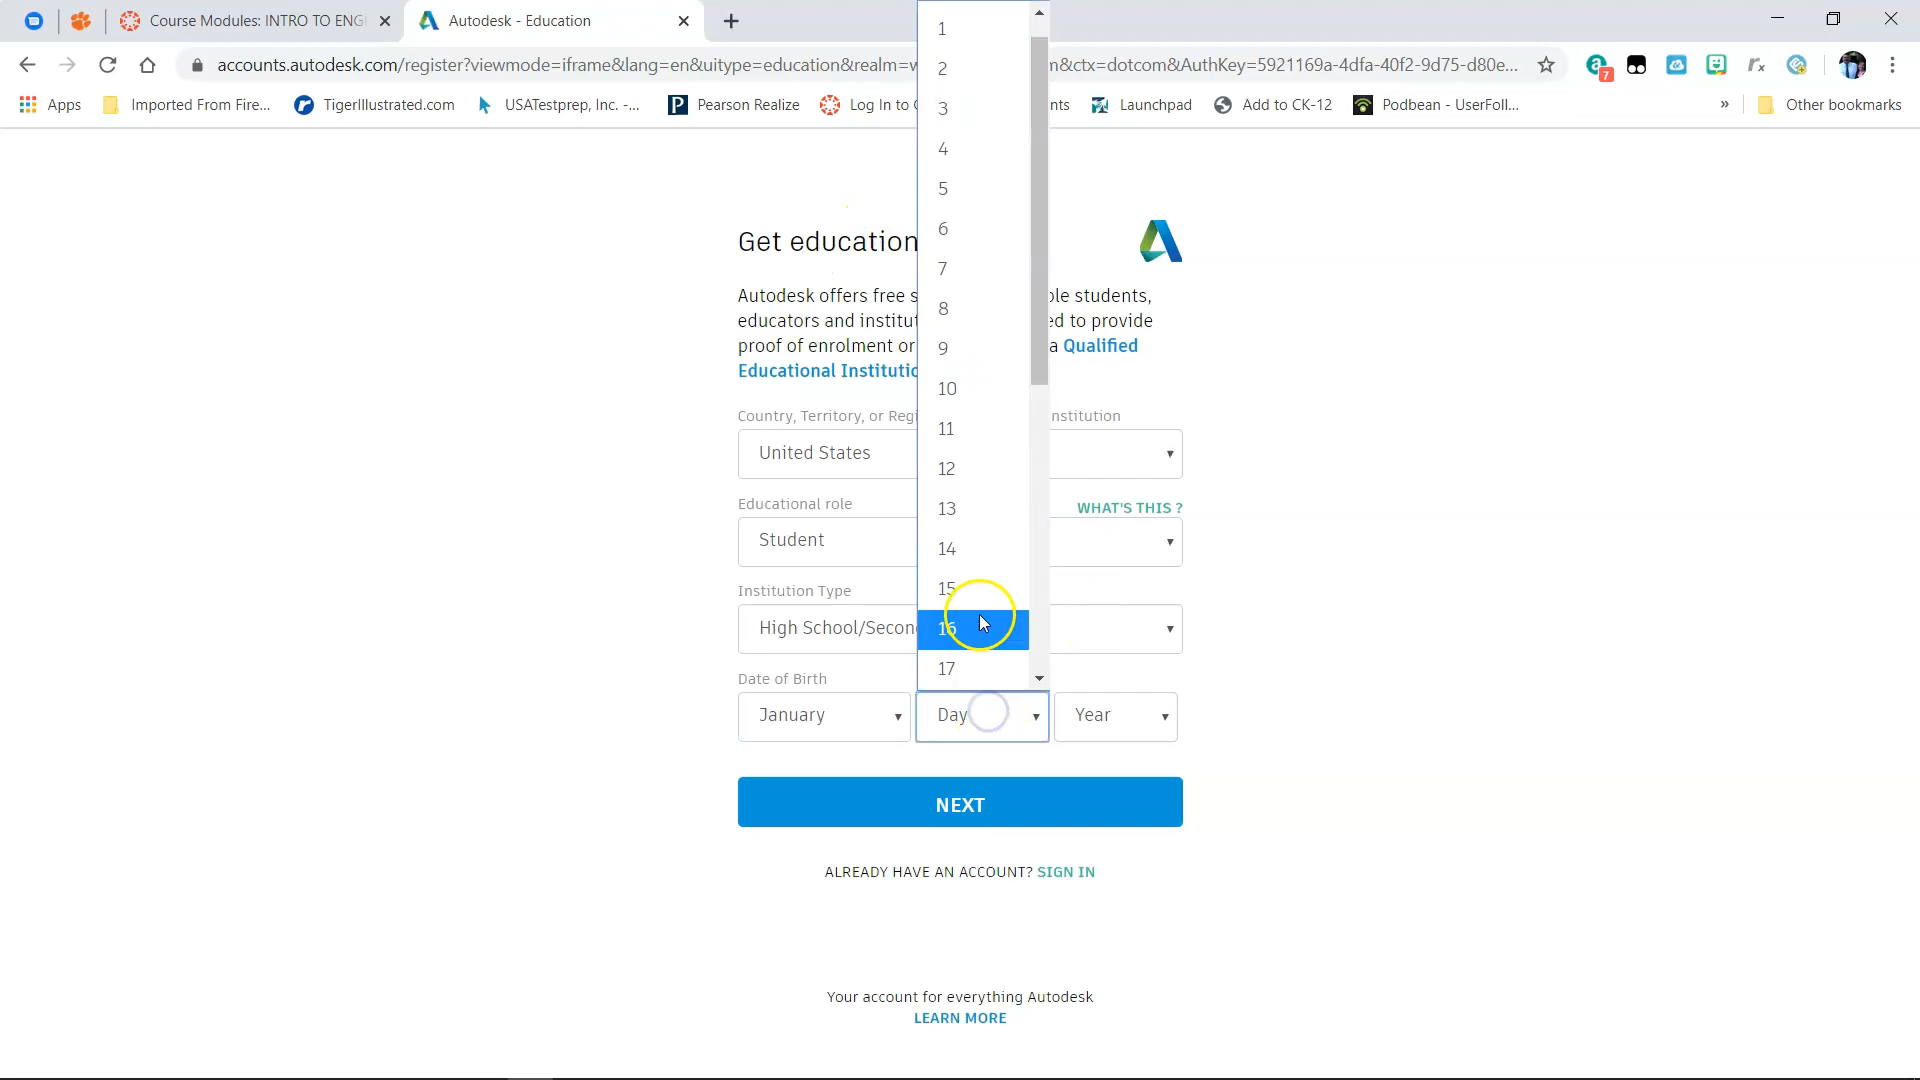 Course Modules: INTRO TO ENG
Autodesk - Education
accounts.autodesk.com/register?viewmode=iframe&lang=en&uitype=education&realm=w
m&ctx=dotcom&AuthKey=5921169a-4dfa-40f2-9d75-d80e...
7
Apps
Imported From Fire...
TigerIllustrated.com
USATestprep, Inc. -...
Pearson Realize
Log In to
nts
Launchpad
Add to CK-12
Podbean - UserFoll...
»
Other bookmarks
1
2
3
4
5
6
7
8
9
10
11
12
13
14
15
16
17
Get education
Autodesk offers free s
ble students,
educators and institut
ed to provide
proof of enrolment or
a Qualified
Educational Institutio
Country, Territory, or Regi
nstitution
United States
Educational role
WHAT'S THIS ?
Student
Institution Type
High School/Secon
Date of Birth
January
Day
Year
NEXT
ALREADY HAVE AN ACCOUNT? SIGN IN
Your account for everything Autodesk
LEARN MORE